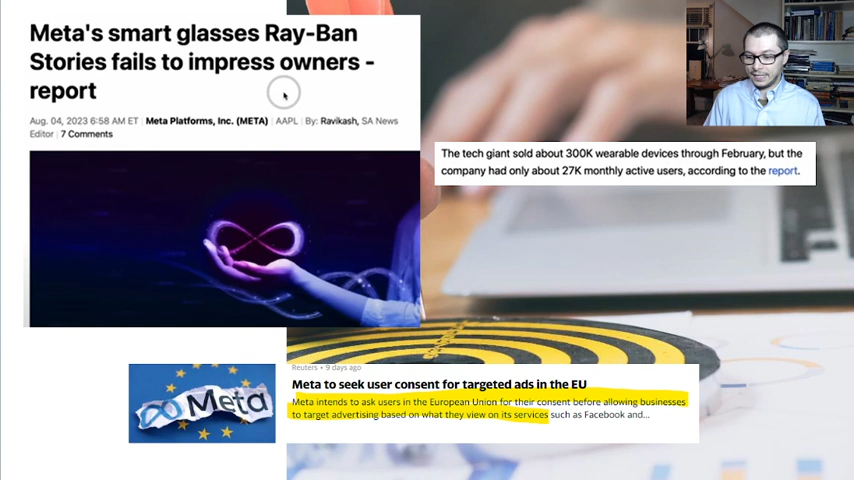 Meta's smart glasses Ray-Ban
Stories fails to impress owners -
report
Aug. 04, 2023 6:58 AM ET | Meta Platforms, Inc. (META) | AAPL | By: Ravikash, SA News
Editor | 7 Comments
The tech giant sold about 300K wearable devices through February, but the
company had only about 27K monthly active users, according to the report.
Meta
Reuters • 9 days ago
Meta to seek user consent for targeted ads in the EU
Meta intends to ask users in the European Union for their consent before allowing businesses
to target advertising based on what they view on its services such as Facebook and...